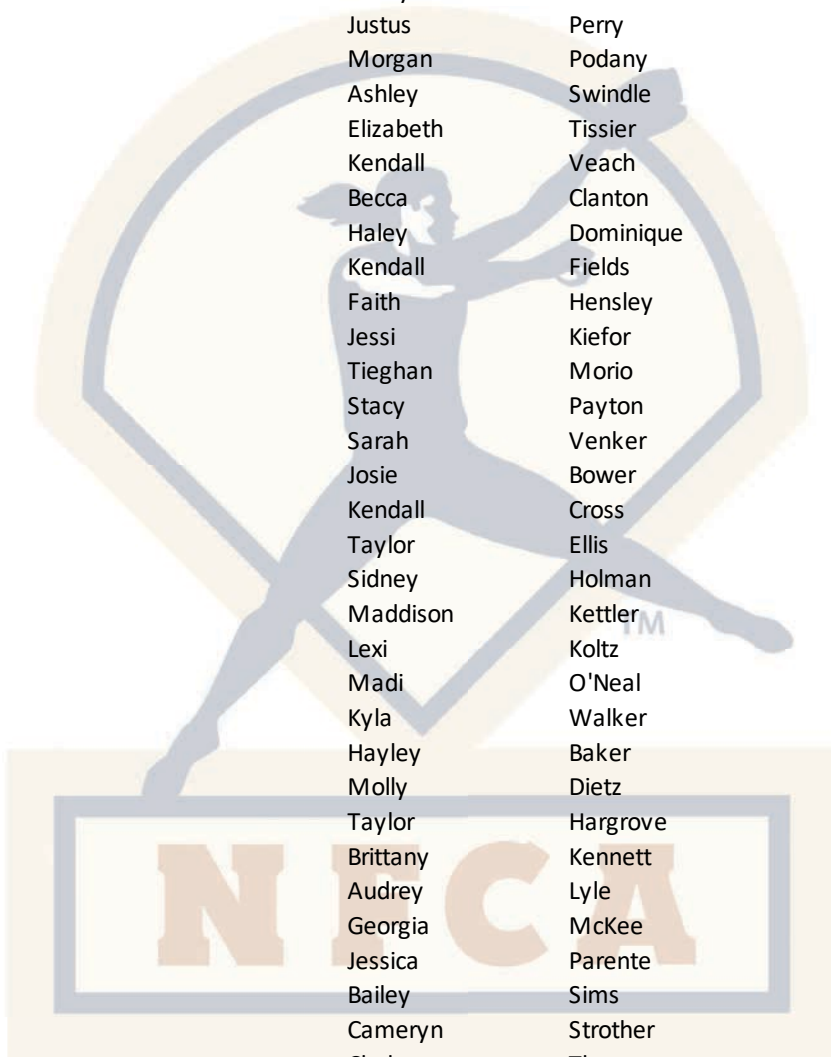 Justus Perry
Morgan Podany
Ashley Swindle
Elizabeth Tissier
Kendall Veach
Becca Clanton
Haley Dominique
Kendall Fields
Faith Hensley
Jessi Kiefor
Tieghan Morio
Stacy Payton
Sarah Venker
Josie Bower
Kendall Cross
Taylor Ellis
Sidney Holman
Maddison Kettler
TM
Lexi Koltz
Madi O'Neal
Kyla Walker
Hayley Baker
Molly Dietz
Taylor Hargrove
Brittany Kennett
Audrey Lyle
Georgia McKee
Jessica Parente
Bailey Sims
Cameryn Strother
NFCA